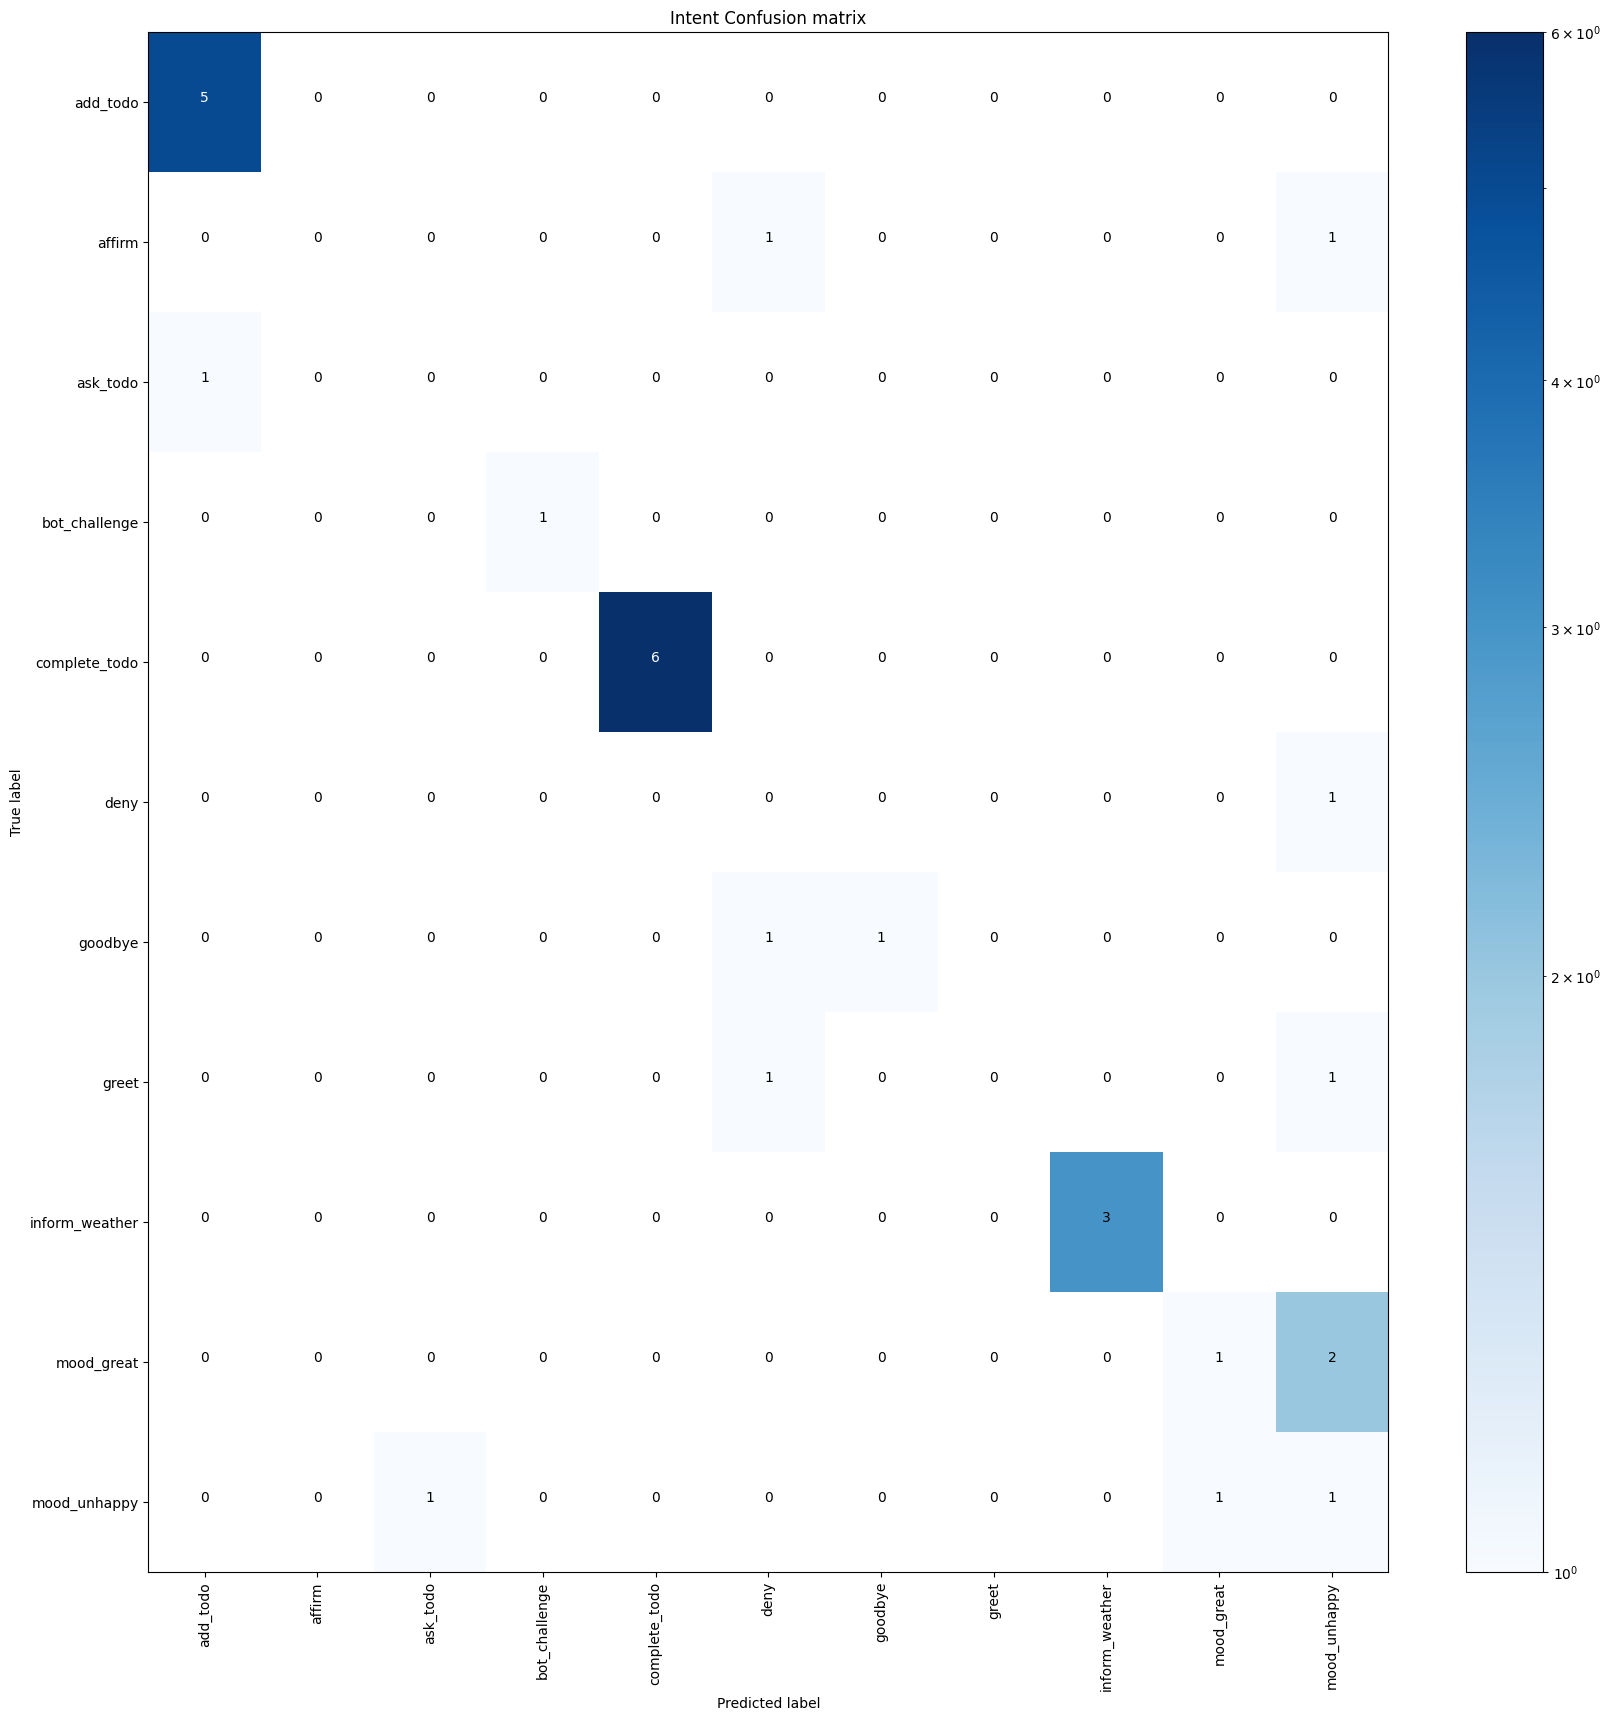 Intent Confusion matrix
add_todo 5 0 0 0 0 0 0 0 0 0 0
affirm 0 0 0 0 0 1 0 0 0 0 1
ask_todo 1 0 0 0 0 0 0 0 0 0 0
bot_challenge 0 0 0 1 0 0 0 0 0 0 0
complete_todo 0 0 0 0 6 0 0 0 0 0 0
deny 0 0 0 0 0 0 0 0 0 0 1
goodbye 0 0 0 0 0 1 1 0 0 0 0
greet 0 0 0 0 0 1 0 0 0 0 1
inform_weather 0 0 0 0 0 0 0 0 3 0 0
mood_great 0 0 0 0 0 0 0 0 0 1 2
mood_unhappy 0 0 1 0 0 0 0 0 0 1 1
True label
add_todo
affirm
ask_todo
bot_challenge
complete_todo
deny
goodbye
greet
inform_weather
mood_great
mood_unhappy
Predicted label
6 × 10⁰
4 × 10⁰
3 × 10⁰
2 × 10⁰
10⁰